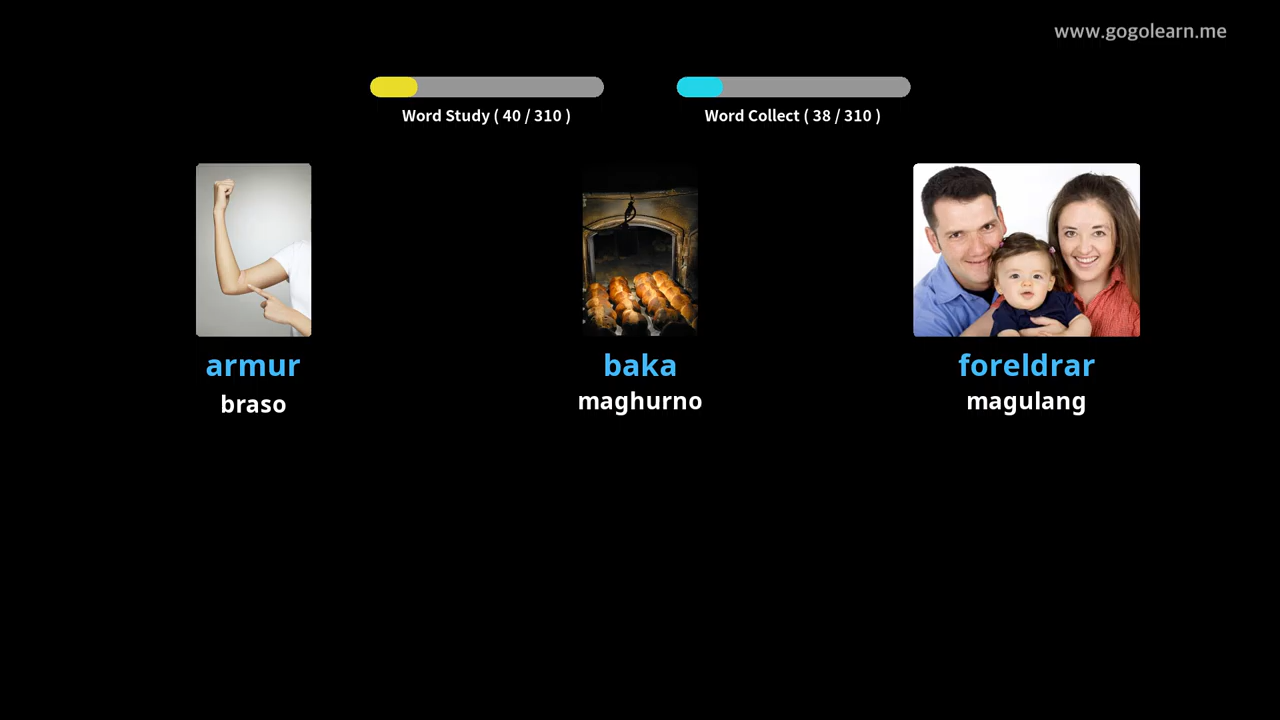 www.gogolearn.me
Word Study ( 40 / 310 )
Word Collect ( 38 / 310 )
armur
braso
baka
maghurno
foreldrar
magulang